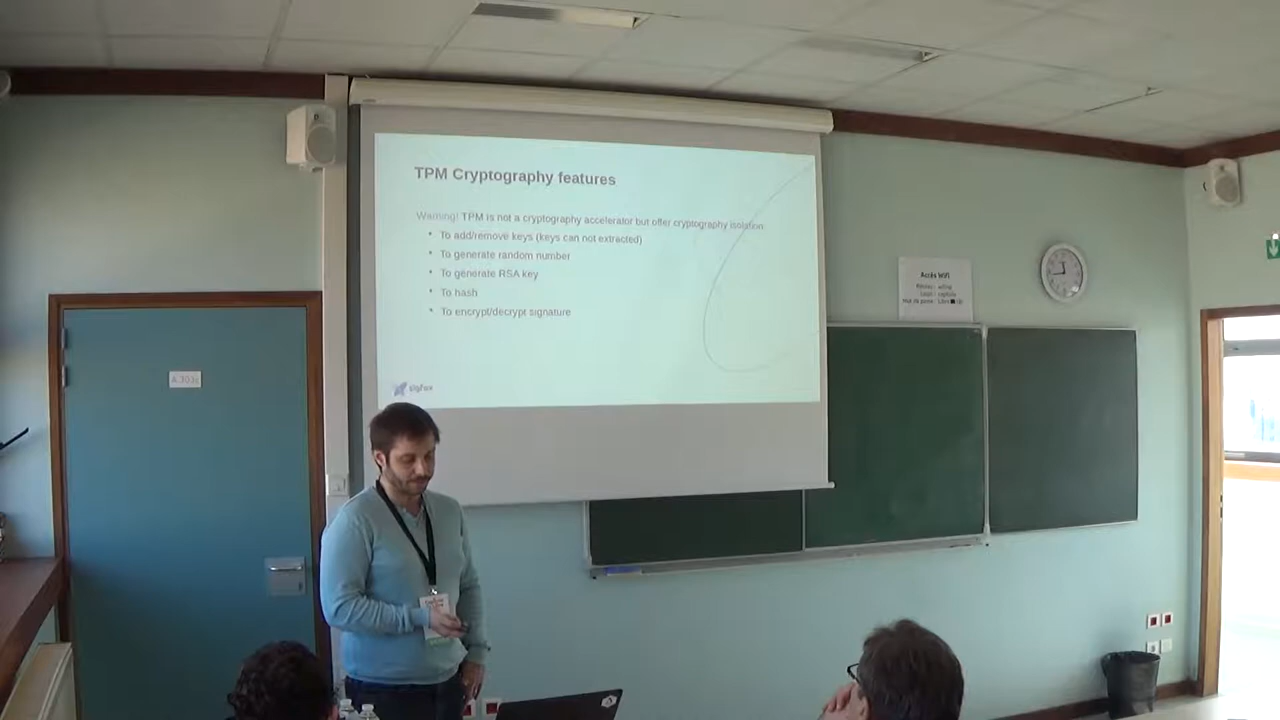 TPM Cryptography features
Warning! TPM is not a cryptography accelerator but offer cryptography isolation
• To add/remove keys (keys can not extracted)
• To generate random number
• To generate RSA key
• To hash
• To encrypt/decrypt signature
sigfox
Accès WiFi